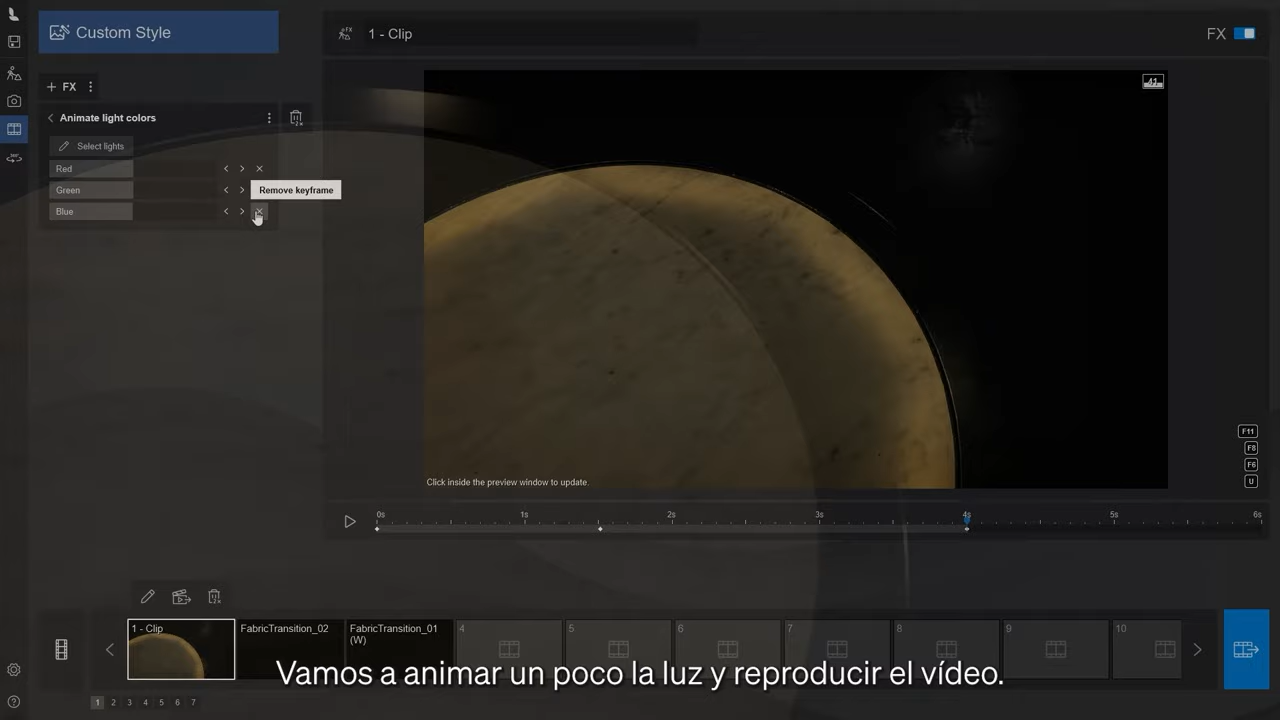 Custom Style
1 - Clip
FX
FX
Animate light colors
Select lights
Red
Green
Remove keyframe
Blue
Click inside the preview window to update.
F11
F8
F6
U
0s
1s
2s
3s
4s
5s
6s
1 - Clip
FabricTransition_02
FabricTransition_01
(W)
4
5
6
7
8
9
10
Vamos a animar un poco la luz y reproducir el vídeo.
1 2 3 4 5 6 7